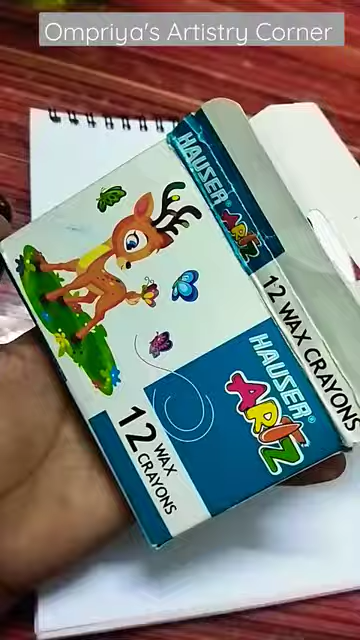 Ompriya's Artistry Corner
HAUSER ARTZ
12 WAX CRAYONS
HAUSER®
ARTZ
12 WAX
CRAYONS